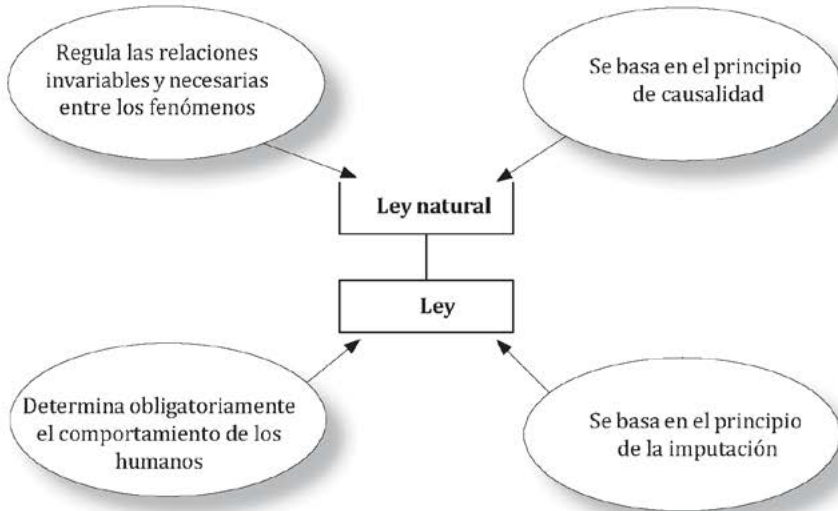 Regula las relaciones
invariables y necesarias
entre los fenómenos
Se basa en el principio
de causalidad
Ley natural
Ley
Determina obligatoriamente
el comportamiento de los
humanos
Se basa en el principio
de la imputación